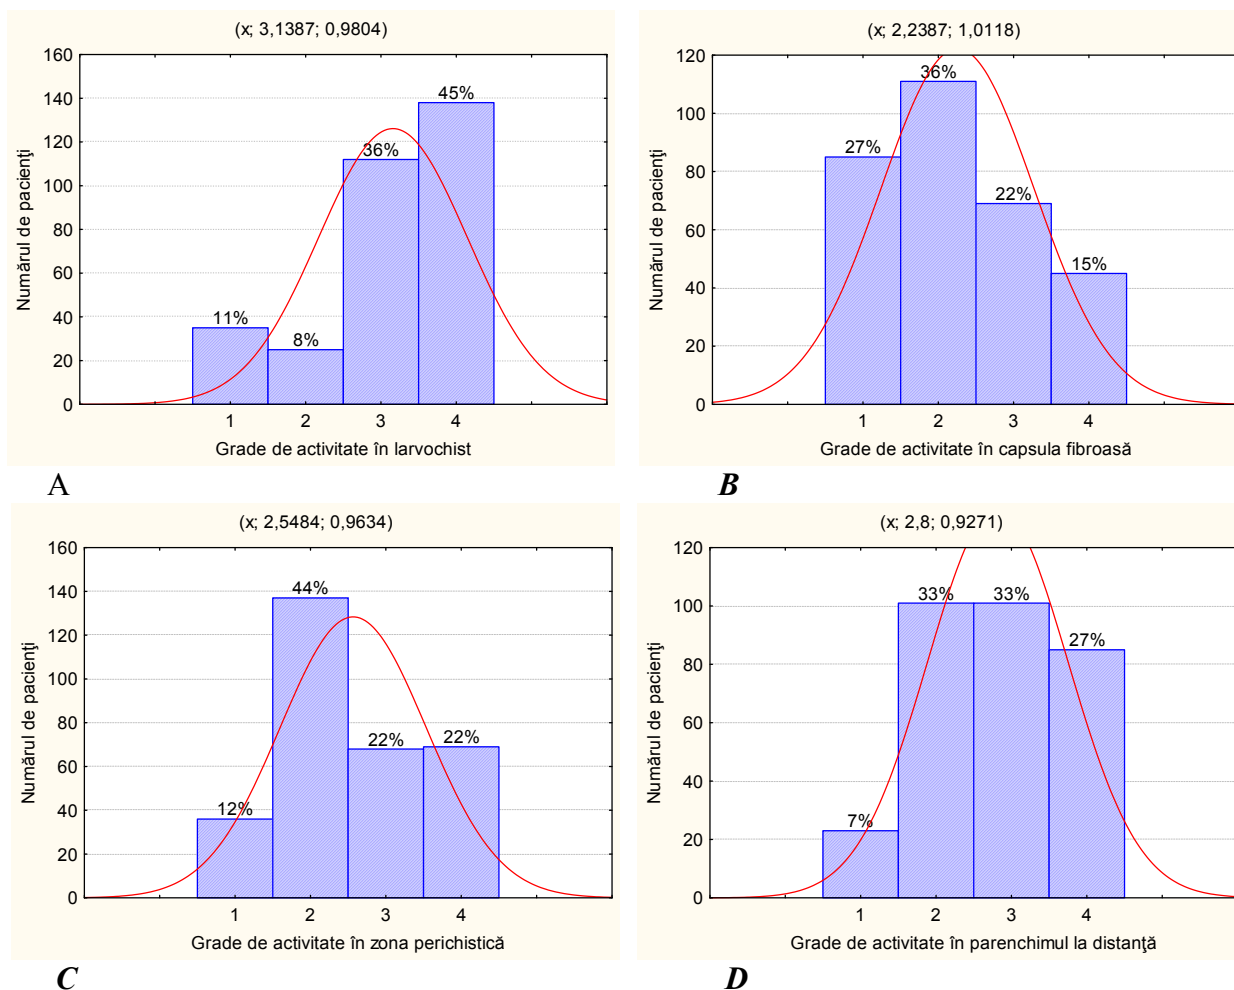 (x; 3,1387; 0,9804)
160
140
120
100
80
60
40
20
0
Numărul de pacienţi
11%
8%
36%
45%
1 2 3 4
Grade de activitate în larvochist
A
(x; 2,2387; 1,0118)
120
100
80
60
40
20
0
Numărul de pacienţi
27%
36%
22%
15%
1 2 3 4
Grade de activitate în capsula fibroasă
B
(x; 2,5484; 0,9634)
160
140
120
100
80
60
40
20
0
Numărul de pacienţi
12%
44%
22%
22%
1 2 3 4
Grade de activitate în zona perichistică
C
(x; 2,8; 0,9271)
120
100
80
60
40
20
0
Numărul de pacienţi
7%
33%
33%
27%
1 2 3 4
Grade de activitate în parenchimul la distanţă
D